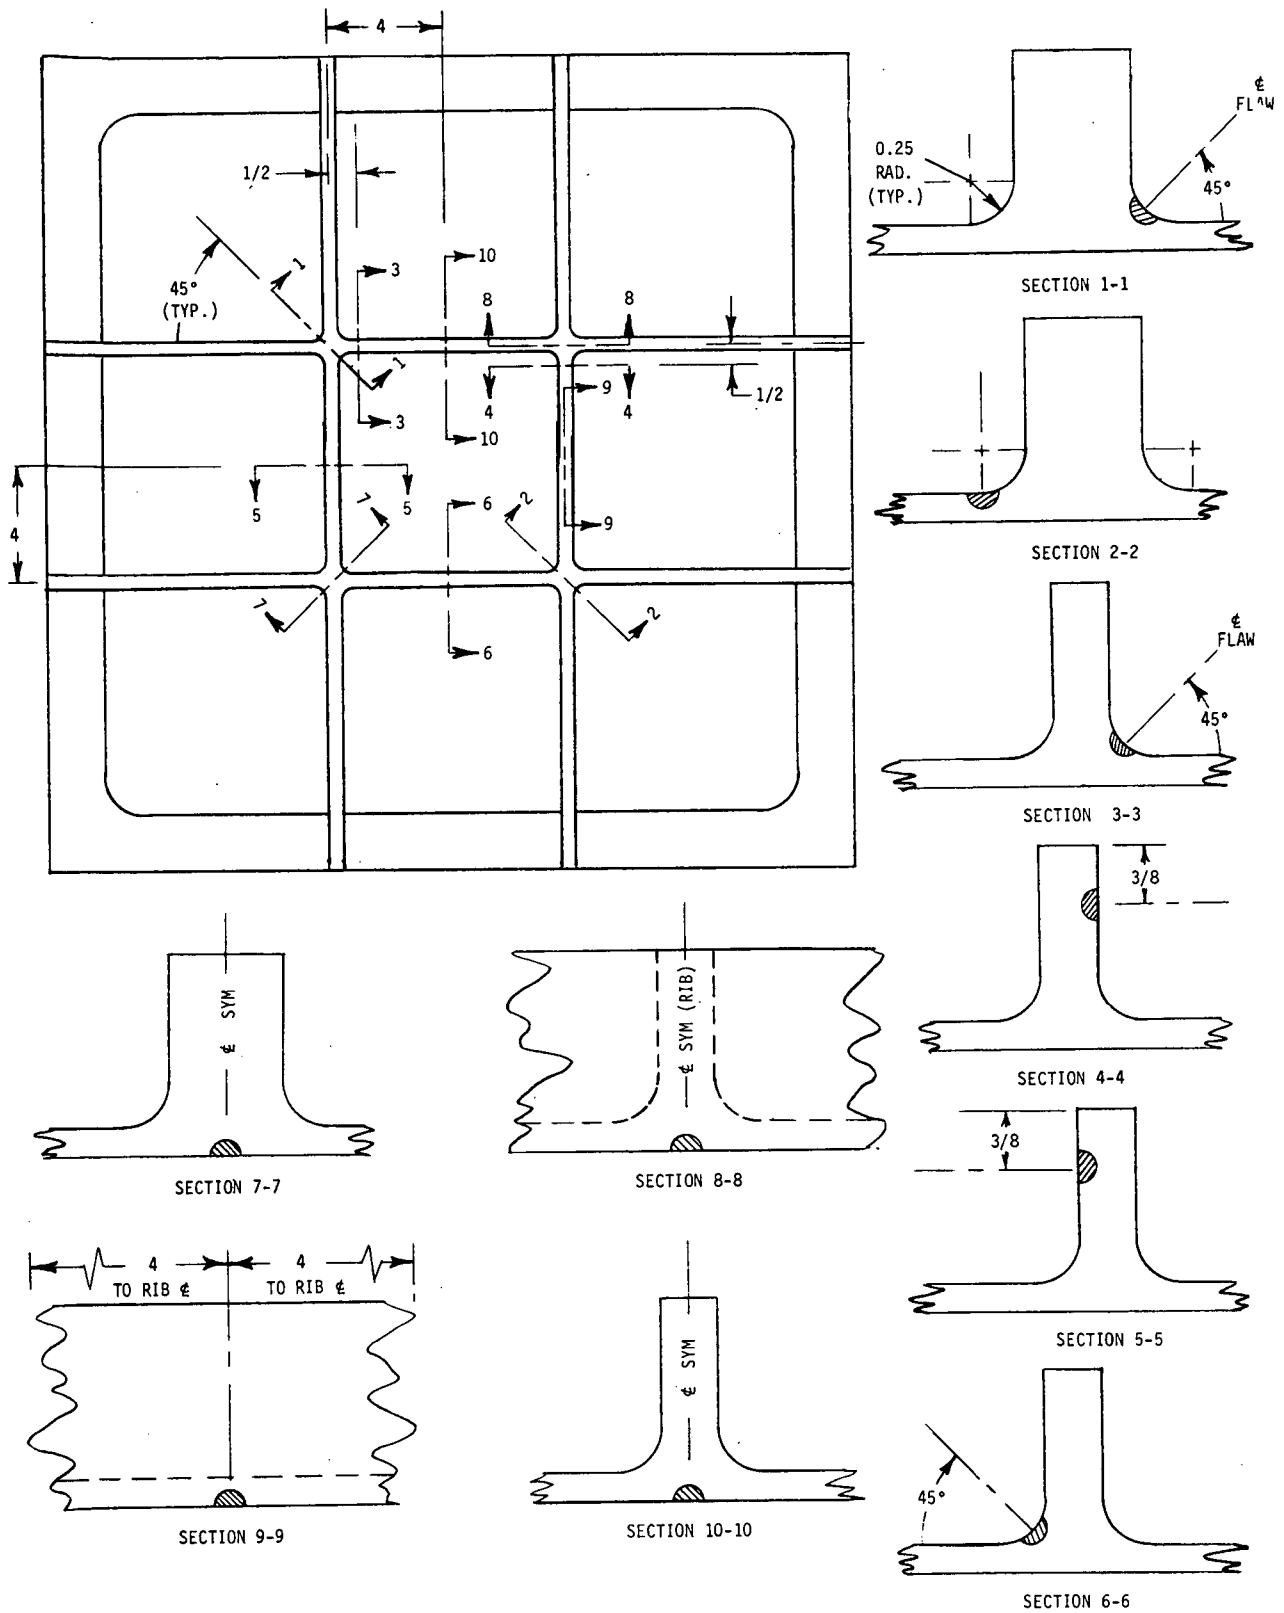 4
1/2
45°
(TYP.)
1
1
3
3
10
10
8
8
4
4
9
9
1/2
5
5
4
7
7
6
6
2
2
0.25
RAD.
(TYP.)
℄
FLAW
45°
SECTION 1-1
SECTION 2-2
℄
FLAW
45°
SECTION 3-3
3/8
SECTION 4-4
℄ SYM
SECTION 7-7
℄ SYM (RIB)
SECTION 8-8
3/8
SECTION 5-5
4
TO RIB ℄
4
TO RIB ℄
SECTION 9-9
℄ SYM
SECTION 10-10
45°
SECTION 6-6